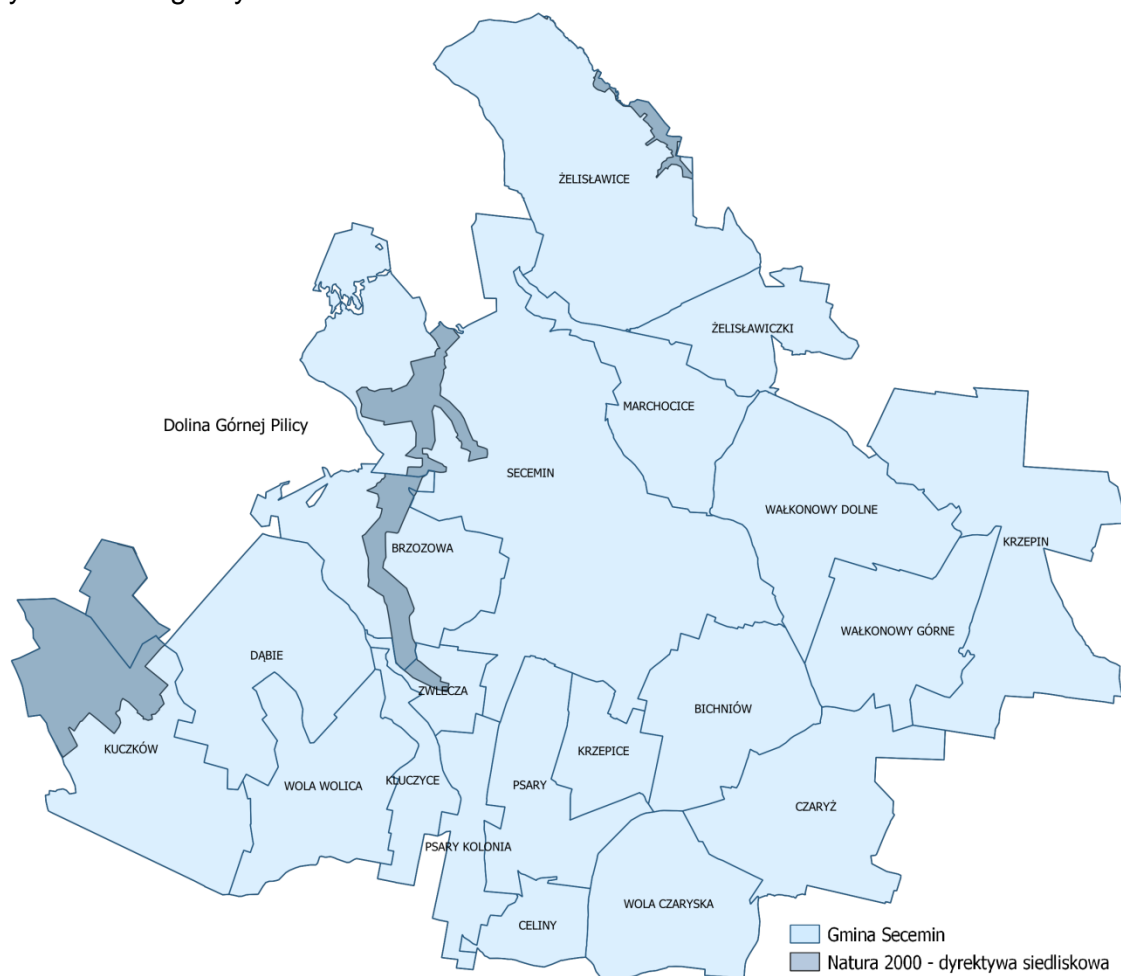 ŻELISŁAWICE
ŻELISŁAWICZKI
MARCHOCICE
Dolina Górnej Pilicy
SECEMIN
WAŁKONOWY DOLNE
KRZEPIN
BRZOZOWA
WAŁKONOWY GÓRNE
DĄBIE
ZWLECZA
BICHNIÓW
KUCZKÓW
KRZEPICE
WOLA WOLICA
KLUCZYCE
PSARY
CZARYŻ
PSARY KOLONIA
WOLA CZARYSKA
CELINY
Gmina Secemin
Natura 2000 - dyrektywa siedliskowa